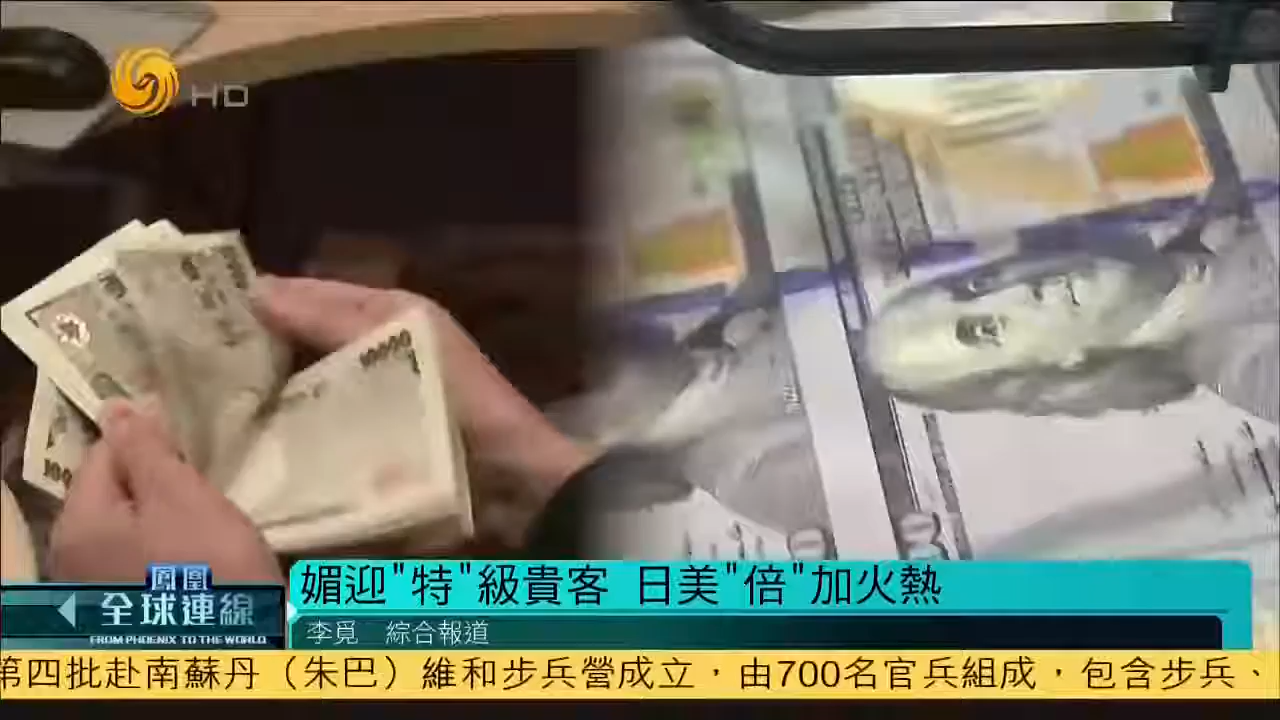 HD
10000
媚迎"特"級貴客 日美"倍"加火熱
鳳凰
全球連線
FROM PHOENIX TO THE WORLD
李覓 綜合報道
第四批赴南蘇丹（朱巴）維和步兵營成立，由700名官兵組成，包含步兵、